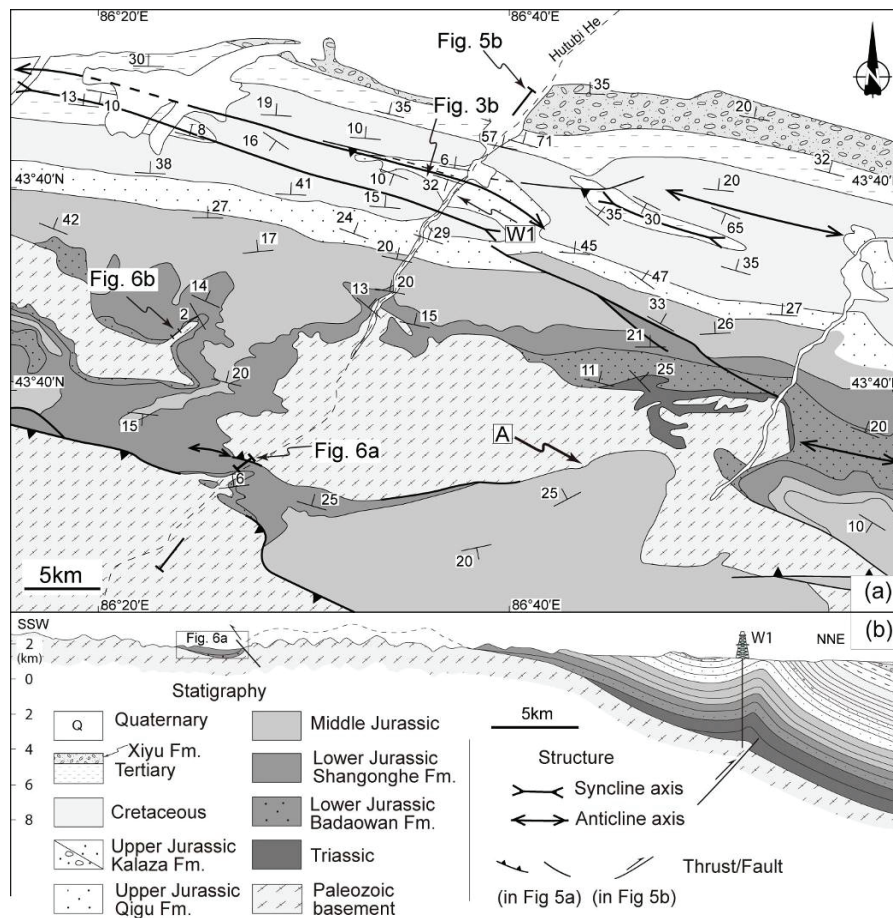 86°20'E
86°40'E
Hutubi He
Fig. 5b
N
30
35
35
13
10
19
35
Fig. 3b
20
8
16
10
57
71
6
32
38
43°40'N
10
32
43°40'N
41
15
20
35
30
65
42
27
24
29
W1
45
35
17
20
47
Fig. 6b
14
13
20
33
27
2
15
26
21
43°40'N
20
11
25
43°40'N
15
A
20
Fig. 6a
6
25
25
10
20
5km
(a)
86°20'E
86°40'E
SSW
(b)
Fig. 6a
W1
NNE
2
(km)
0
2
4
6
8
Statigraphy
5km
Q Quaternary
Xiyu Fm.
Tertiary
Cretaceous
Upper Jurassic
Kalaza Fm.
Upper Jurassic
Qigu Fm.
Middle Jurassic
Lower Jurassic
Shangonghe Fm.
Lower Jurassic
Badaowan Fm.
Triassic
Paleozoic
basement
Structure
Syncline axis
Anticline axis
Thrust/Fault
(in Fig 5a) (in Fig 5b)